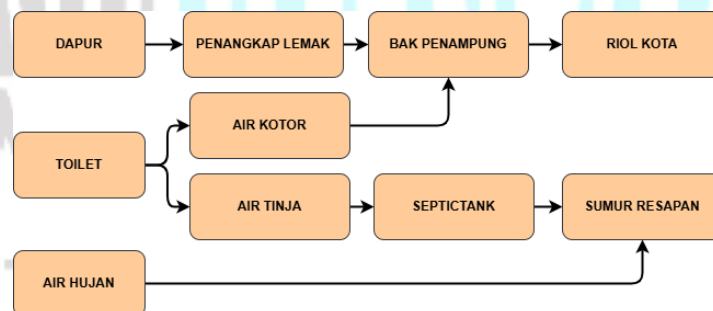 DAPUR
PENANGKAP LEMAK
BAK PENAMPUNG
RIOL KOTA
AIR KOTOR
TOILET
AIR TINJA
SEPTICTANK
SUMUR RESAPAN
AIR HUJAN